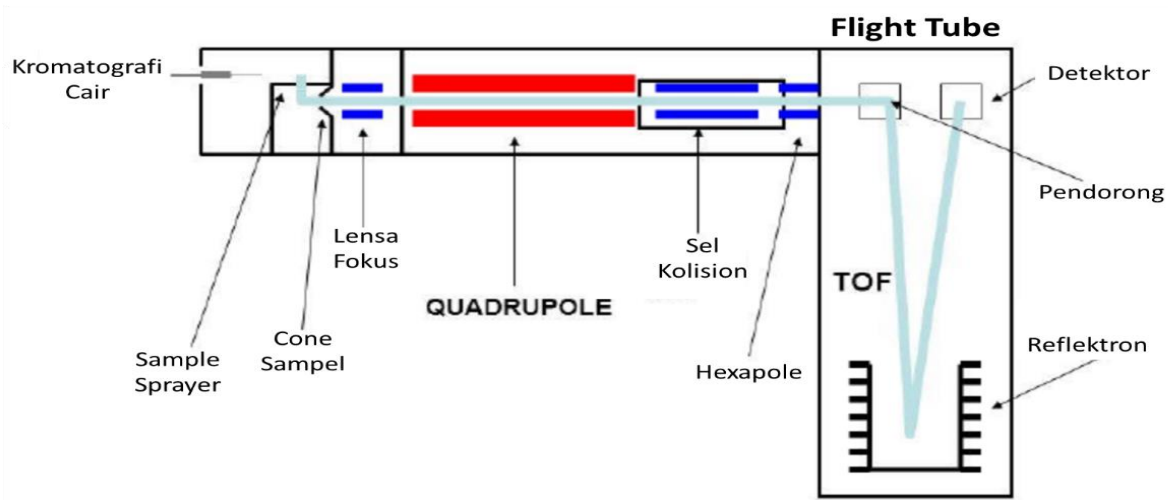 Flight Tube
Kromatografi
Cair
Detektor
Pendorong
Lensa
Fokus
Sel
Kolision
TOF
QUADRUPOLE
Cone
Sampel
Sample
Sprayer
Hexapole
Reflektron